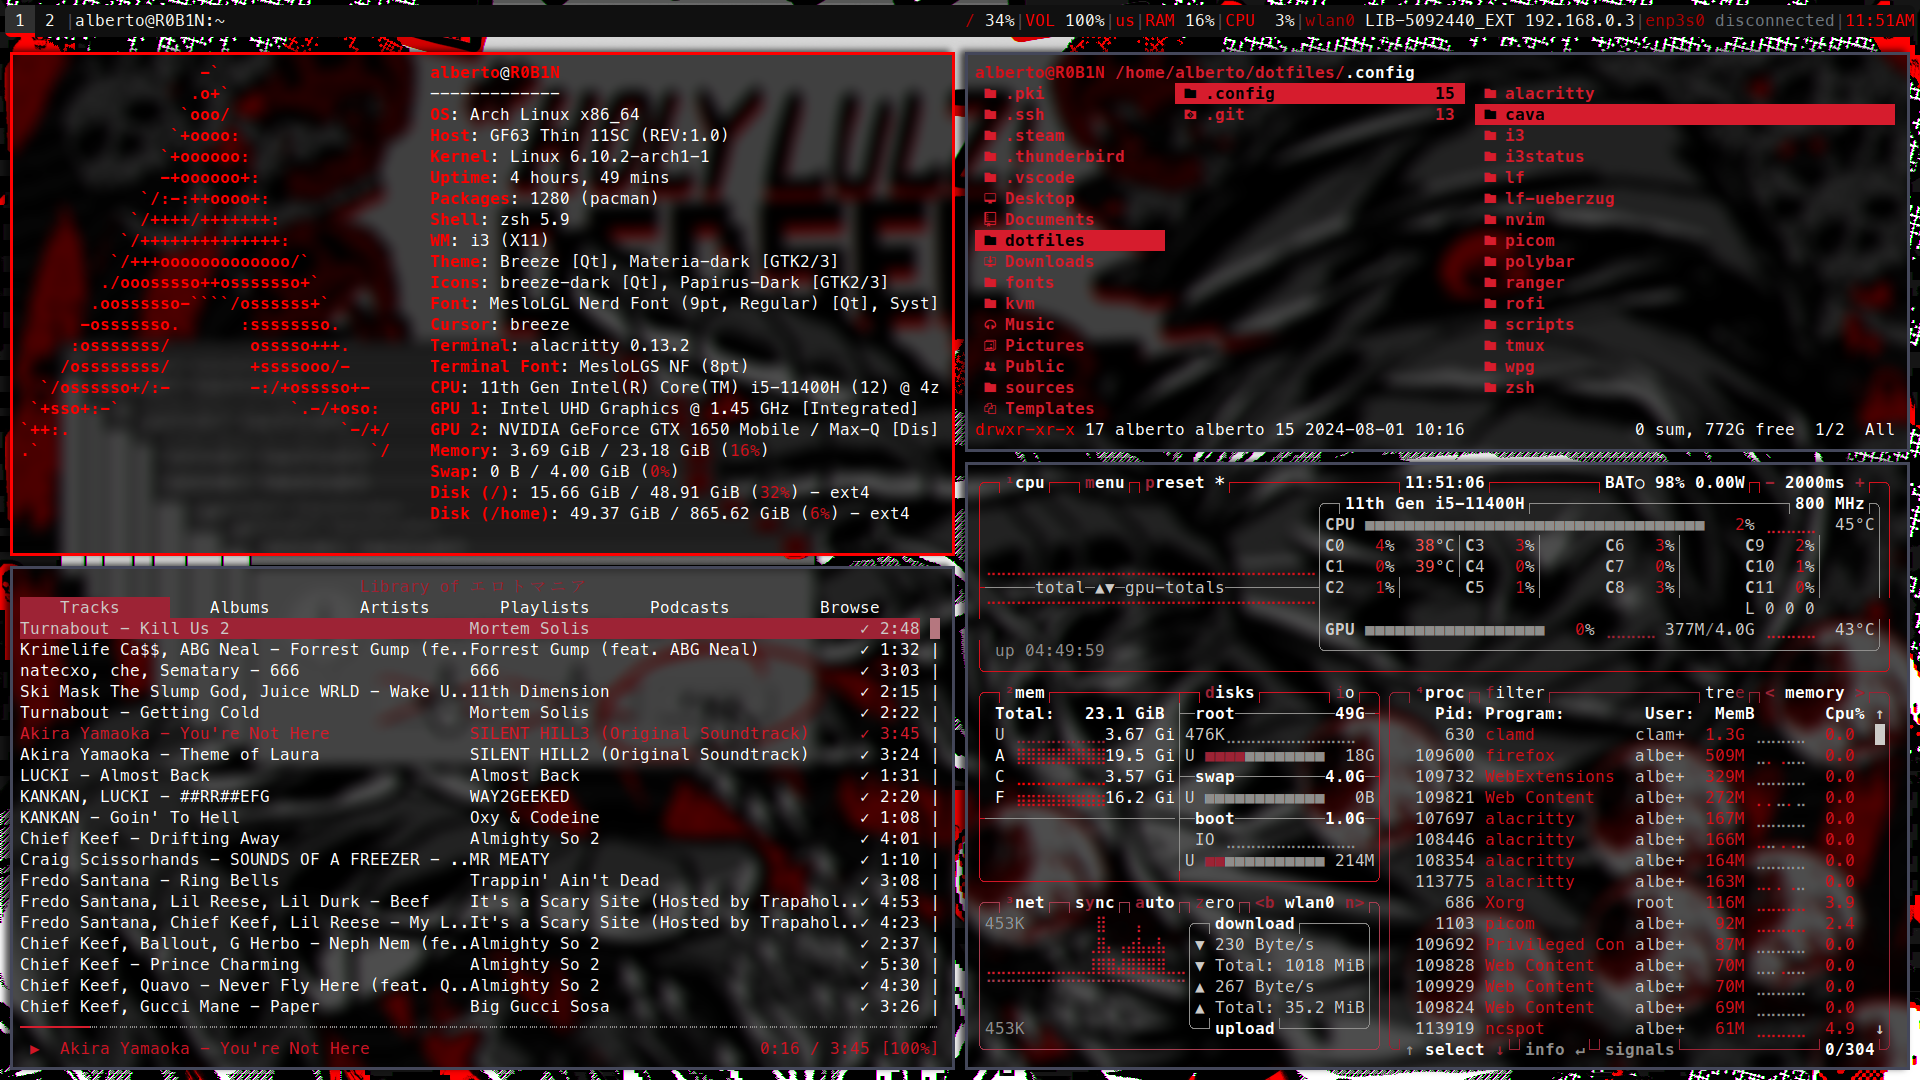 1 2 |alberto@R0B1N:~
/ 34%|VOL 100%|us|RAM 16%|CPU 3%|wlan0 LIB-5092440_EXT 192.168.0.3|enp3s0 disconnected|11:51AM
alberto@R0B1N
-------------
OS: Arch Linux x86_64
Host: GF63 Thin 11SC (REV:1.0)
Kernel: Linux 6.10.2-arch1-1
Uptime: 4 hours, 49 mins
Packages: 1280 (pacman)
Shell: zsh 5.9
WM: i3 (X11)
Theme: Breeze [Qt], Materia-dark [GTK2/3]
Icons: breeze-dark [Qt], Papirus-Dark [GTK2/3]
Font: MesloLGL Nerd Font (9pt, Regular) [Qt], Syst]
Cursor: breeze
Terminal: alacritty 0.13.2
Terminal Font: MesloLGS NF (8pt)
CPU: 11th Gen Intel(R) Core(TM) i5-11400H (12) @ 4z
GPU 1: Intel UHD Graphics @ 1.45 GHz [Integrated]
GPU 2: NVIDIA GeForce GTX 1650 Mobile / Max-Q [Dis]
Memory: 3.69 GiB / 23.18 GiB (16%)
Swap: 0 B / 4.00 GiB (0%)
Disk (/): 15.66 GiB / 48.91 GiB (32%) - ext4
Disk (/home): 49.37 GiB / 865.62 GiB (6%) - ext4
alberto@R0B1N /home/alberto/dotfiles/.config
.pki
.ssh
.steam
.thunderbird
.vscode
Desktop
Documents
dotfiles
Downloads
fonts
kvm
Music
Pictures
Public
sources
Templates
.config 15
.git 13
alacritty
cava
i3
i3status
lf
lf-ueberzug
nvim
picom
polybar
ranger
rofi
scripts
tmux
wpg
zsh
drwxr-xr-x 17 alberto alberto 15 2024-08-01 10:16 0 sum, 772G free 1/2 All
Library of
Tracks Albums Artists Playlists Podcasts Browse
Turnabout - Kill Us 2 Mortem Solis ✓ 2:48
Krimelife Ca$$, ABG Neal - Forrest Gump (fe..Forrest Gump (feat. ABG Neal) ✓ 1:32
natecxo, che, Sematary - 666 666 ✓ 3:03
Ski Mask The Slump God, Juice WRLD - Wake U..11th Dimension ✓ 2:15
Turnabout - Getting Cold Mortem Solis ✓ 2:22
Akira Yamaoka - You're Not Here SILENT HILL3 (Original Soundtrack) ✓ 3:45
Akira Yamaoka - Theme of Laura SILENT HILL 2 (Original Soundtrack) ✓ 3:24
LUCKI - Almost Back Almost Back ✓ 1:31
KANKAN, LUCKI - ##RR##EFG WAY2GEEKED ✓ 2:20
KANKAN - Goin' To Hell Oxy & Codeine ✓ 1:08
Chief Keef - Drifting Away Almighty So 2 ✓ 4:01
Craig Scissorhands - SOUNDS OF A FREEZER - ..MR MEATY ✓ 1:10
Fredo Santana - Ring Bells Trappin' Ain't Dead ✓ 3:08
Fredo Santana, Lil Reese, Lil Durk - Beef It's a Scary Site (Hosted by Trapahol..✓ 4:53
Fredo Santana, Chief Keef, Lil Reese - My L..It's a Scary Site (Hosted by Trapahol..✓ 4:23
Chief Keef, Ballout, G Herbo - Neph Nem (fe..Almighty So 2 ✓ 2:37
Chief Keef - Prince Charming Almighty So 2 ✓ 5:30
Chief Keef, Quavo - Never Fly Here (feat. Q..Almighty So 2 ✓ 4:30
Chief Keef, Gucci Mane - Paper Big Gucci Sosa ✓ 3:26
▶ Akira Yamaoka - You're Not Here 0:16 / 3:45 [100%]
¹cpu menu preset * 11:51:06 BAT○ 98% 0.00W - 2000ms +
11th Gen i5-11400H 800 MHz
CPU 2% 45°C
C0 4% 38°C C3 3% C6 3% C9 2%
C1 0% 39°C C4 0% C7 0% C10 1%
C2 1% C5 1% C8 3% C11 0%
total ▲▼ gpu-totals
L 0 0 0
GPU 0% 377M/4.0G 43°C
up 04:49:59
²mem disks io
Total: 23.1 GiB
U 3.67 Gi
A 19.5 Gi
C 3.57 Gi
F 16.2 Gi
root 49G
476K
U 18G
swap 4.0G
U 0B
boot 1.0G
IO
U 214M
³net sync auto zero <b wlan0 n>
453K
download
▼ 230 Byte/s
▼ Total: 1018 MiB
▲ 267 Byte/s
▲ Total: 35.2 MiB
upload
453K
⁴proc filter tree < memory >
Pid: Program: User: MemB Cpu% ↑
630 clamd clam+ 1.3G 0.0
109600 firefox albe+ 509M 0.0
109732 WebExtensions albe+ 329M 0.0
109821 Web Content albe+ 272M 0.0
107697 alacritty albe+ 167M 0.0
108446 alacritty albe+ 166M 0.0
108354 alacritty albe+ 164M 0.0
113775 alacritty albe+ 163M 0.0
686 Xorg root 116M 3.9
1103 picom albe+ 92M 2.4
109692 Privileged Con albe+ 87M 0.0
109828 Web Content albe+ 70M 0.0
109929 Web Content albe+ 70M 0.0
109824 Web Content albe+ 69M 0.0
113919 ncspot albe+ 61M 4.9 ↓
↑ select ↓ info ↵ signals 0/304